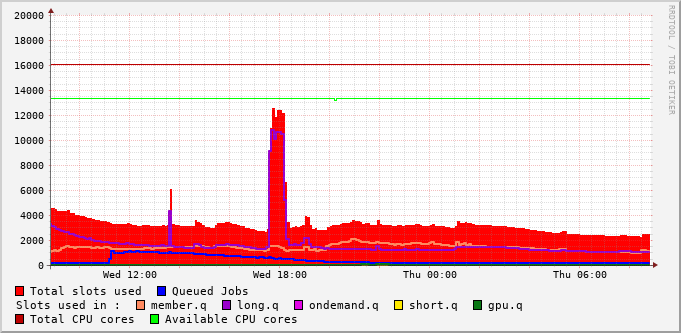 20000
18000
16000
14000
12000
10000
8000
6000
4000
2000
0
Wed 12:00 Wed 18:00 Thu 00:00 Thu 06:00
Total slots used Queued Jobs
Slots used in : member.q long.q ondemand.q short.q gpu.q
Total CPU cores Available CPU cores
RRDTOOL / TOBI OETIKER